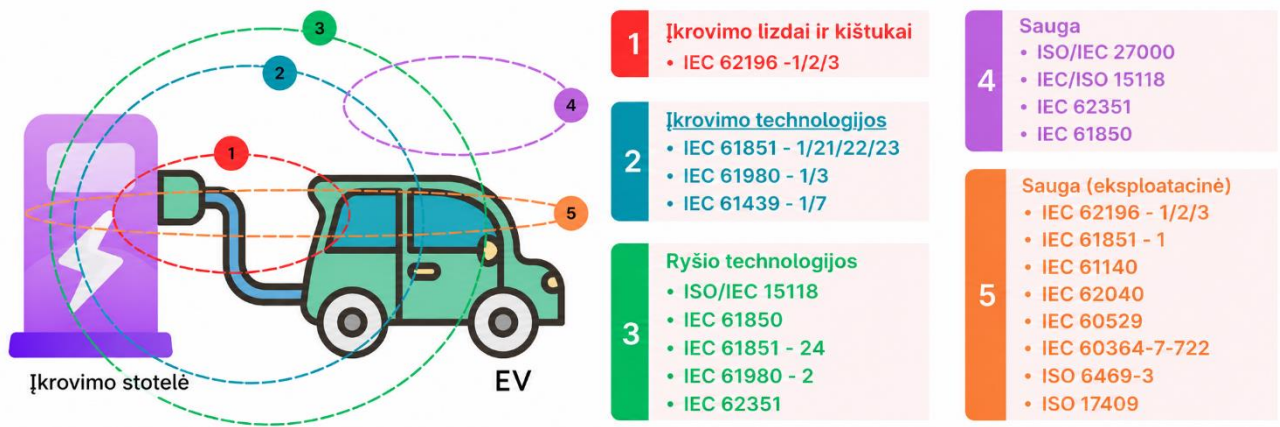 3
2
4
1
5
Įkrovimo stotelė
EV
1
Įkrovimo lizdai ir kištukai
• IEC 62196 -1/2/3
2
Įkrovimo technologijos
• IEC 61851 - 1/21/22/23
• IEC 61980 - 1/3
• IEC 61439 - 1/7
3
Ryšio technologijos
• ISO/IEC 15118
• IEC 61850
• IEC 61851 - 24
• IEC 61980 - 2
• IEC 62351
4
Sauga
• ISO/IEC 27000
• IEC/ISO 15118
• IEC 62351
• IEC 61850
5
Sauga (eksploatacinė)
• IEC 62196 - 1/2/3
• IEC 61851 - 1
• IEC 61140
• IEC 62040
• IEC 60529
• IEC 60364-7-722
• ISO 6469-3
• ISO 17409